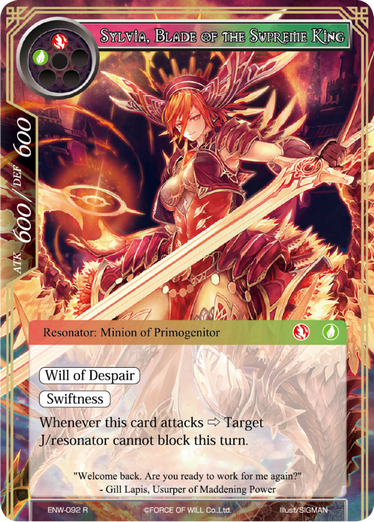 Sylvia, Blade of the Supreme King
ATK 600 / DEF 600
Resonator: Minion of Primogenitor
Will of Despair
Swiftness
Whenever this card attacks ⇨ Target
J/resonator cannot block this turn.
"Welcome back. Are you ready to work for me again?"
- Gill Lapis, Usurper of Maddening Power
ENW-092 R ©FORCE OF WILL Co.,Ltd. Illust/SIGMAN